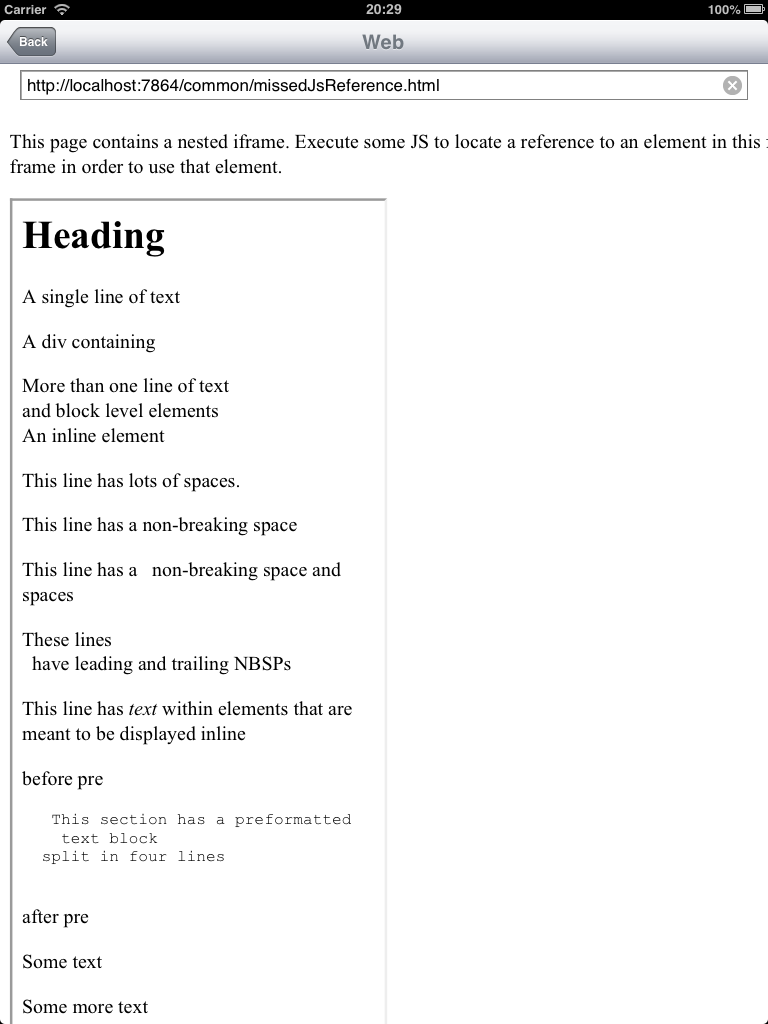 Carrier 20:29 100%
Back Web
http://localhost:7864/common/missedJsReference.html
This page contains a nested iframe. Execute some JS to locate a reference to an element in this
frame in order to use that element.
Heading
A single line of text
A div containing
More than one line of text
and block level elements
An inline element
This line has lots of spaces.
This line has a non-breaking space
This line has a   non-breaking space and
spaces
These lines
  have leading and trailing NBSPs
This line has text within elements that are
meant to be displayed inline
before pre
   This section has a preformatted
    text block
  split in four lines
after pre
Some text
Some more text